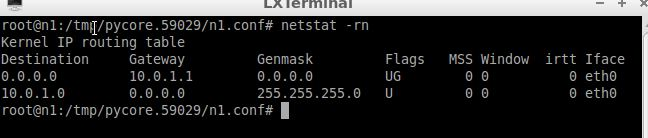 LXTerminal
root@n1:/tmp/pycore.59029/n1.conf# netstat -rn
Kernel IP routing table
Destination     Gateway         Genmask         Flags   MSS Window  irtt Iface
0.0.0.0         10.0.1.1        0.0.0.0         UG        0 0          0 eth0
10.0.1.0        0.0.0.0         255.255.255.0   U         0 0          0 eth0
root@n1:/tmp/pycore.59029/n1.conf#